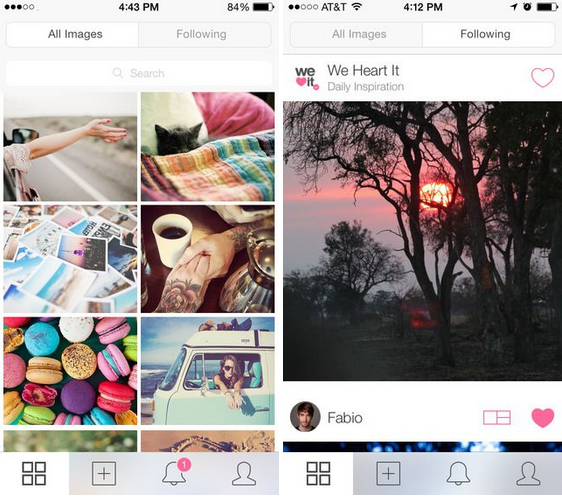 4:43 PM
84%
All Images
Following
Search
1
AT&T
4:12 PM
All Images
Following
we
it
We Heart It
Daily Inspiration
Fabio